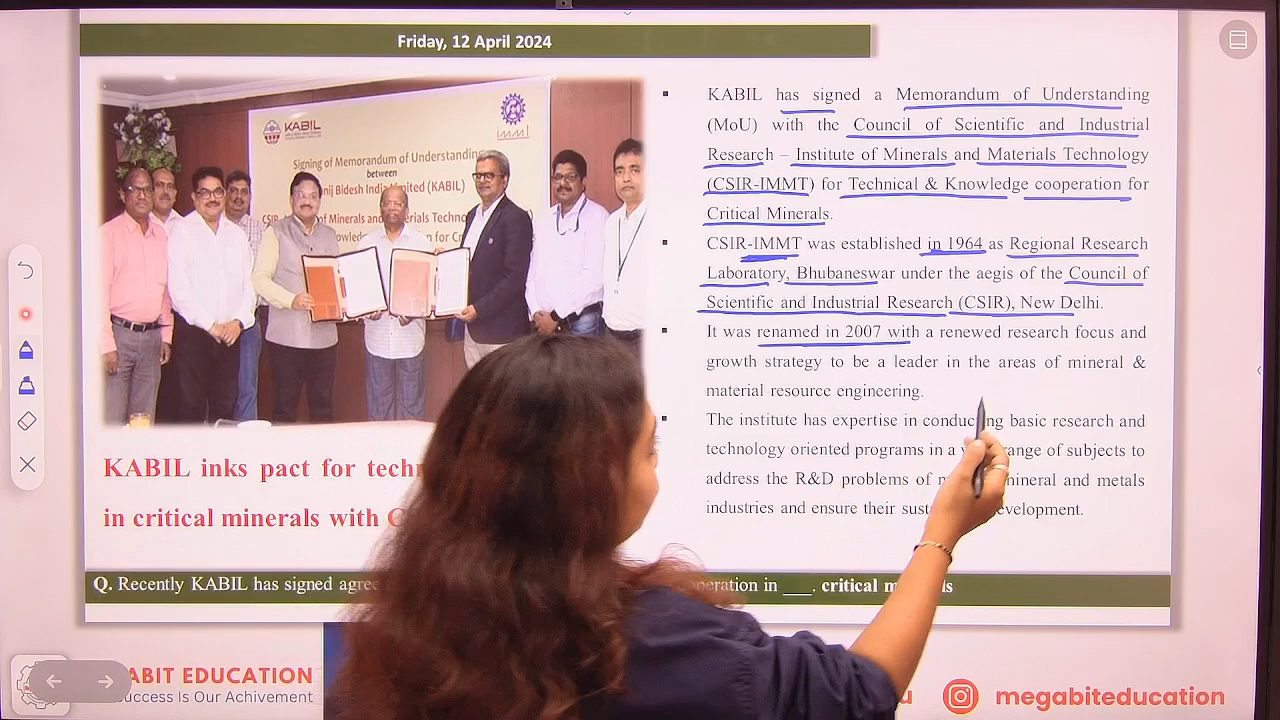 Friday, 12 April 2024
KABIL
IMMT
Signing of Memorandum of Understanding
between
Bidesh India Limited (KABIL)
CSIR of Minerals and
for
KABIL inks pact for
in critical minerals with
▪ KABIL has signed a Memorandum of Understanding
(MoU) with the Council of Scientific and Industrial
Research – Institute of Minerals and Materials Technology
(CSIR-IMMT) for Technical & Knowledge cooperation for
Critical Minerals.
▪ CSIR-IMMT was established in 1964 as Regional Research
Laboratory, Bhubaneswar under the aegis of the Council of
Scientific and Industrial Research (CSIR), New Delhi.
▪ It was renamed in 2007 with a renewed research focus and
growth strategy to be a leader in the areas of mineral &
material resource engineering.
▪ The institute has expertise in conducting basic research and
technology oriented programs in a range of subjects to
address the R&D problems of mineral and metals
industries and ensure their development.
Q. Recently KABIL has signed in ___. critical
EDUCATION
Success Is Our Achivement
megabiteducation